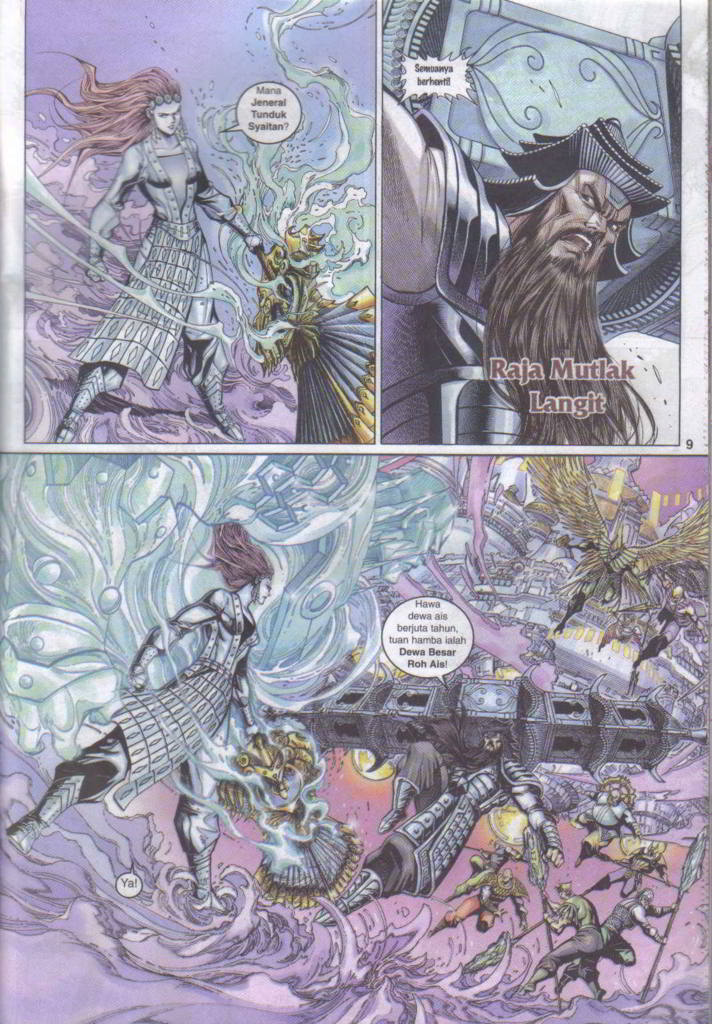 Mana
Jeneral
Tunduk
Syaitan?
Semuanya
berhenti!
Raja Mutlak
Langit
9
Hawa
dewa ais
berjuta tahun,
tuan hamba ialah
Dewa Besar
Roh Ais!
Ya!